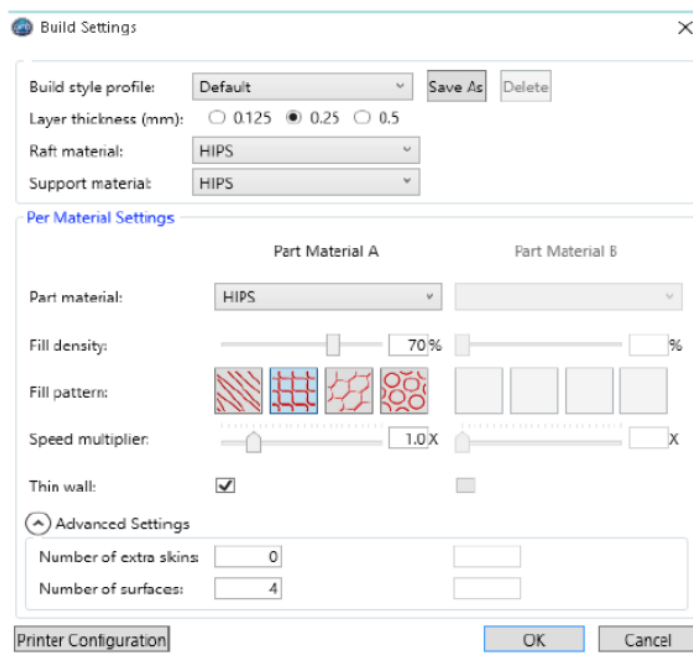 Build Settings
Build style profile: Default Save As Delete
Layer thickness (mm): 0.125 0.25 0.5
Raft material: HIPS
Support material: HIPS
Per Material Settings
Part Material A Part Material B
Part material: HIPS
Fill density: 70 % %
Fill pattern:
Speed multiplier: 1.0 X X
Thin wall:
Advanced Settings
Number of extra skins: 0
Number of surfaces: 4
Printer Configuration OK Cancel